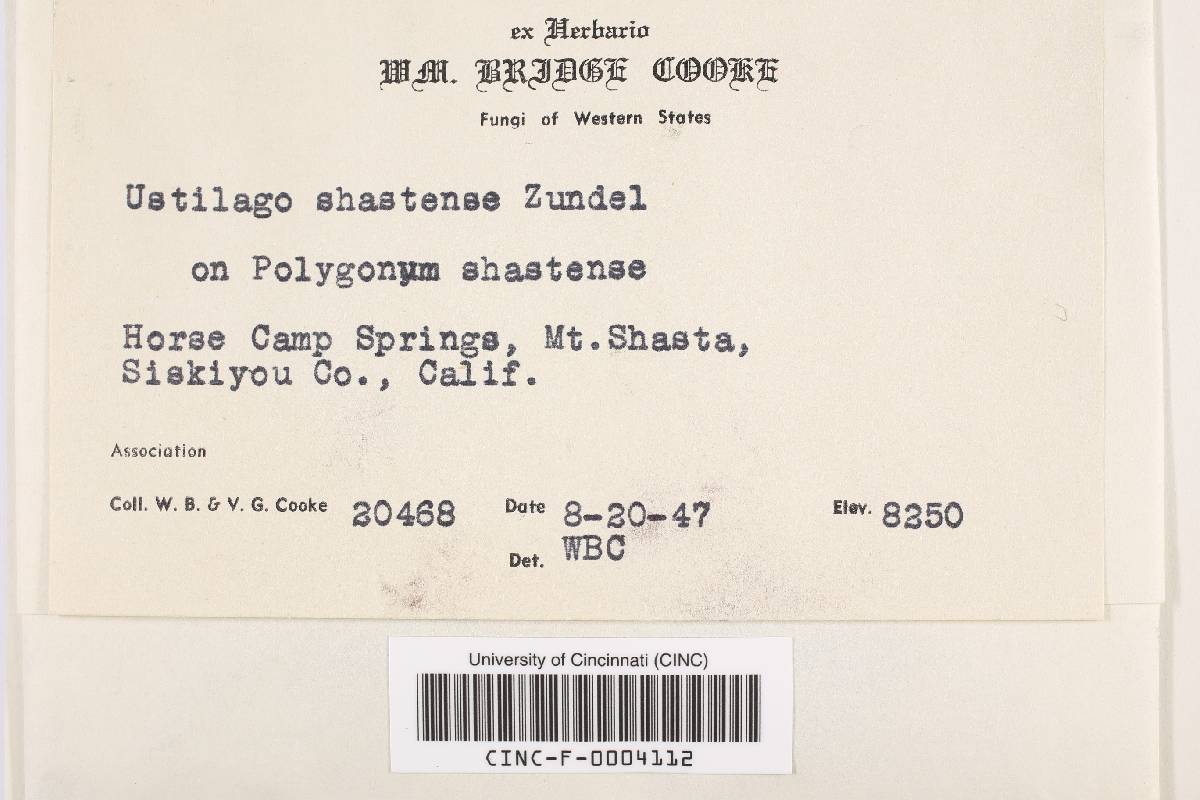 ex Herbario
WM. BRIDGE COOKE
Fungi of Western States
Ustilago shastense Zundel
on Polygonum shastense
Horse Camp Springs, Mt.Shasta,
Siskiyou Co., Calif.
Association
Coll. W. B. & V. G. Cooke 20468 Date 8-20-47 Elev. 8250
Det. WBC
University of Cincinnati (CINC)
CINC-F-0004112